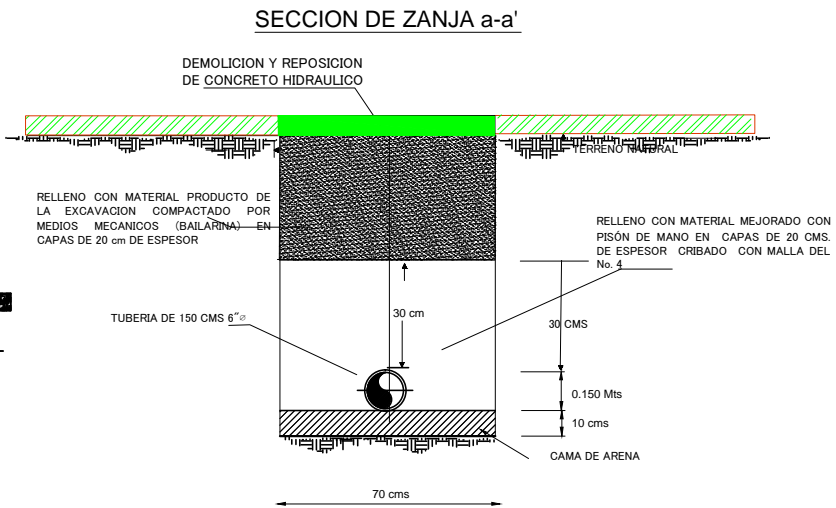 SECCION DE ZANJA a-a'
DEMOLICION Y REPOSICION
DE CONCRETO HIDRAULICO
TERRENO NATURAL
RELLENO CON MATERIAL PRODUCTO DE
LA EXCAVACION COMPACTADO POR
MEDIOS MECANICOS (BAILARINA) EN
CAPAS DE 20 cm DE ESPESOR
RELLENO CON MATERIAL MEJORADO CON
PISÓN DE MANO EN CAPAS DE 20 CMS.
DE ESPESOR CRIBADO CON MALLA DEL
No. 4
TUBERIA DE 150 CMS 6"ø
30 cm
30 CMS
0.150 Mts
10 cms
CAMA DE ARENA
70 cms